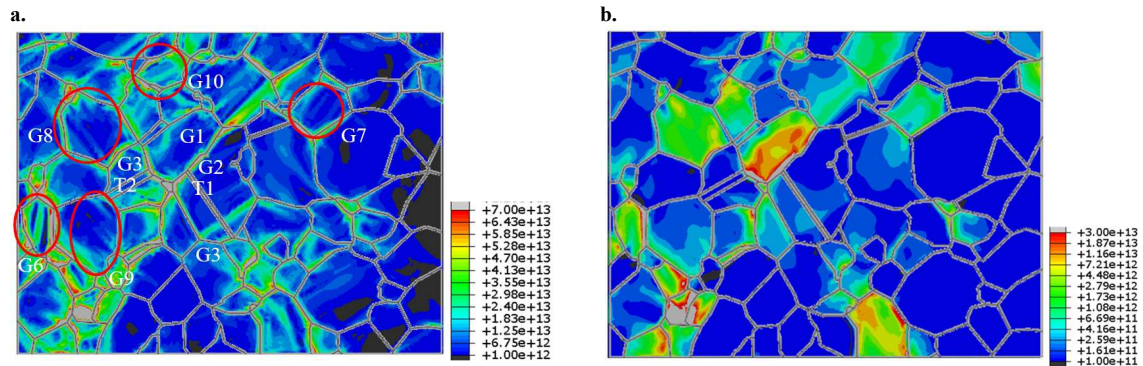 a.
b.
G10
G8
G1
G7
G3
G2
T2
T1
G6
G3
G9
+7.00e+13
+6.43e+13
+5.85e+13
+5.28e+13
+4.70e+13
+4.13e+13
+3.55e+13
+2.98e+13
+2.40e+13
+1.83e+13
+1.25e+13
+6.75e+12
+1.00e+12
+3.00e+13
+1.87e+13
+1.16e+13
+7.21e+12
+4.48e+12
+2.79e+12
+1.73e+12
+1.08e+12
+6.69e+11
+4.16e+11
+2.59e+11
+1.61e+11
+1.00e+11